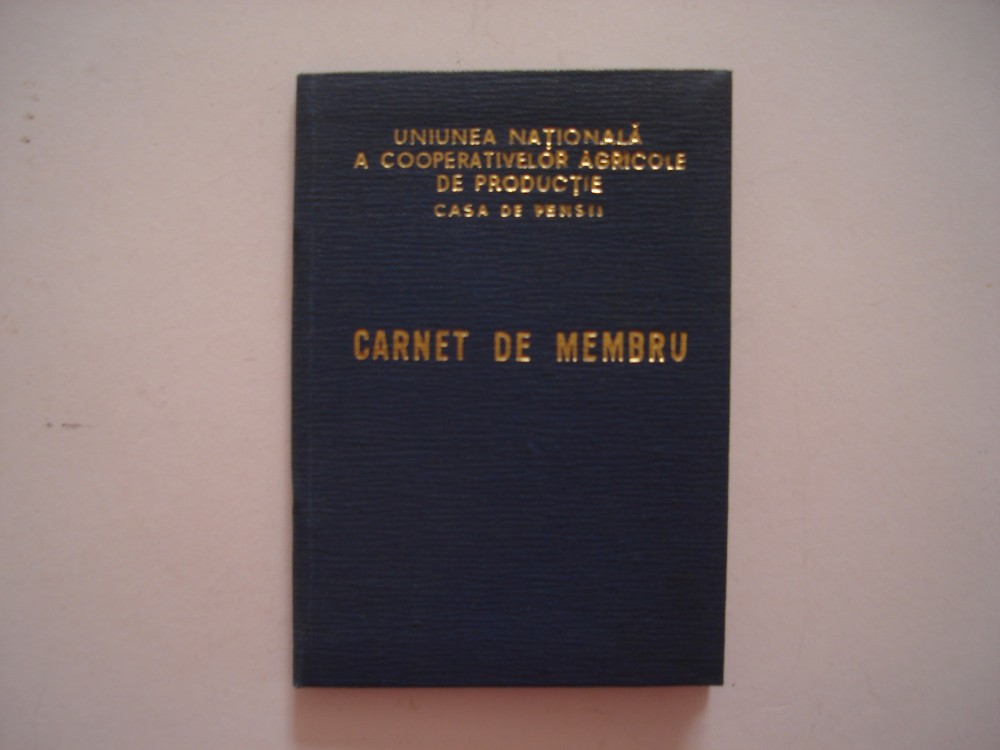 UNIUNEA NAȚIONALĂ
A COOPERATIVELOR AGRICOLE
DE PRODUCȚIE
CASA DE PENSII
CARNET DE MEMBRU